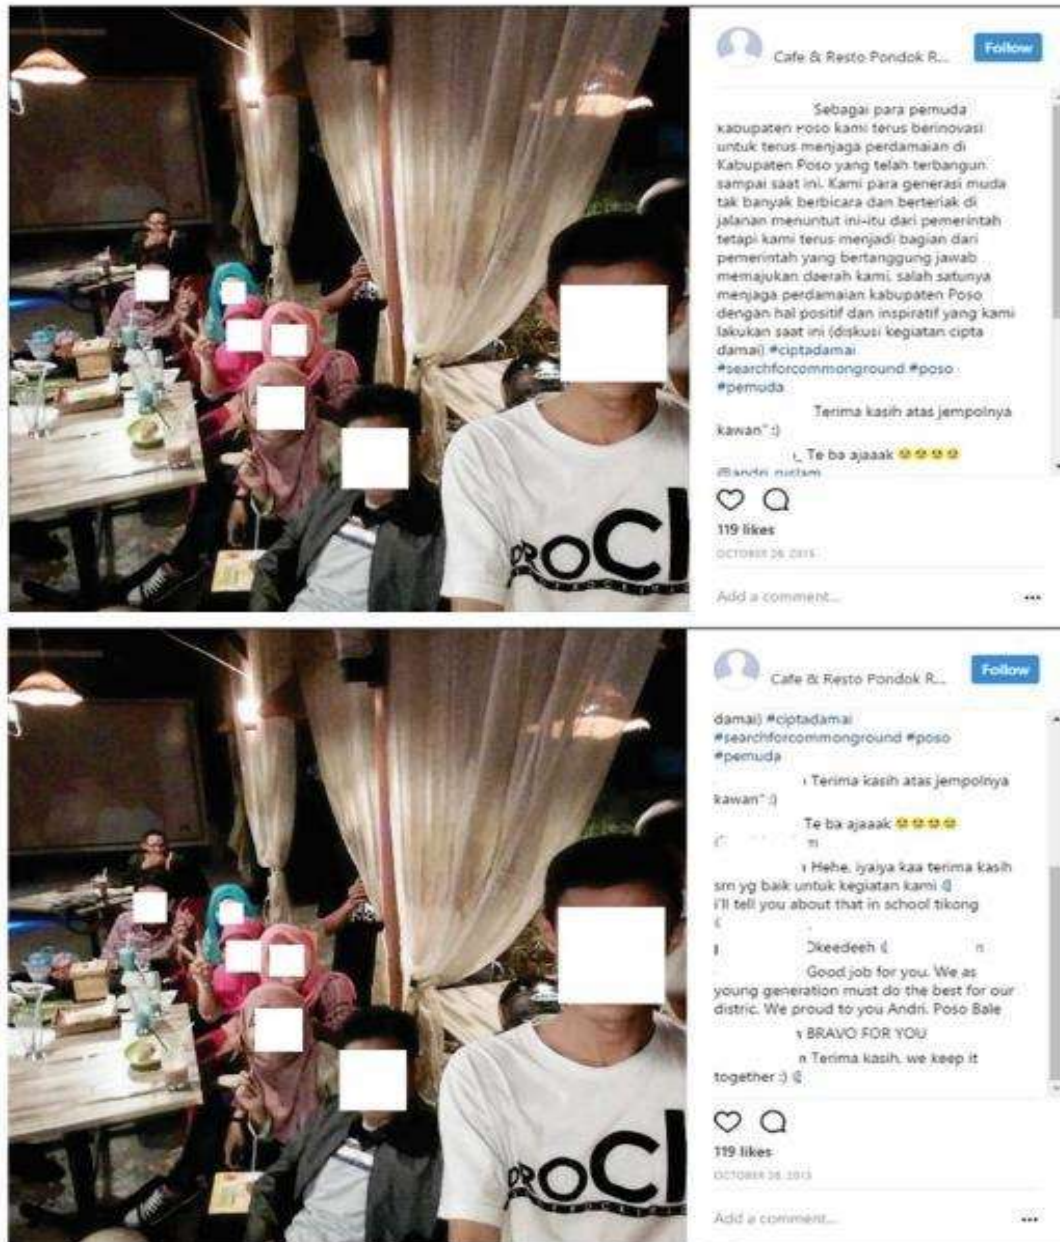 Cafe & Resto Pondok R...
Follow
Sebagai para pemuda
kabupaten Poso kami terus berinovasi
untuk terus menjaga perdamaian di
Kabupaten Poso yang telah terbangun
sampai saat ini. Kami para generasi muda
tak banyak berbicara dan berteriak di
jalanan menuntut ini-itu dari pemerintah
tetapi kami terus menjadi bagian dari
pemerintah yang bertanggung jawab
memajukan daerah kami, salah satunya
menjaga perdamaian kabupaten Poso
dengan hal positif dan inspiratif yang kami
lakukan saat ini (diskusi kegiatan cipta
damai) #ciptadamai
#searchforcommonground #poso
#pemuda
Terima kasih atas jempolnya
kawan" :)
Te ba ajaaak
119 likes
OCTOBER 28, 2015
Add a comment...
Cafe & Resto Pondok R...
Follow
damai) #ciptadamai
#searchforcommonground #poso
#pemuda
Terima kasih atas jempolnya
kawan" :)
Te ba ajaaak
Hehe, iyaiya kaa terima kasih
srn yg baik untuk kegiatan kami
i'll tell you about that in school tikong
Good job for you. We as
young generation must do the best for our
distric. We proud to you Andri. Poso Bale
BRAVO FOR YOU
Terima kasih, we keep it
together :)
119 likes
Add a comment...